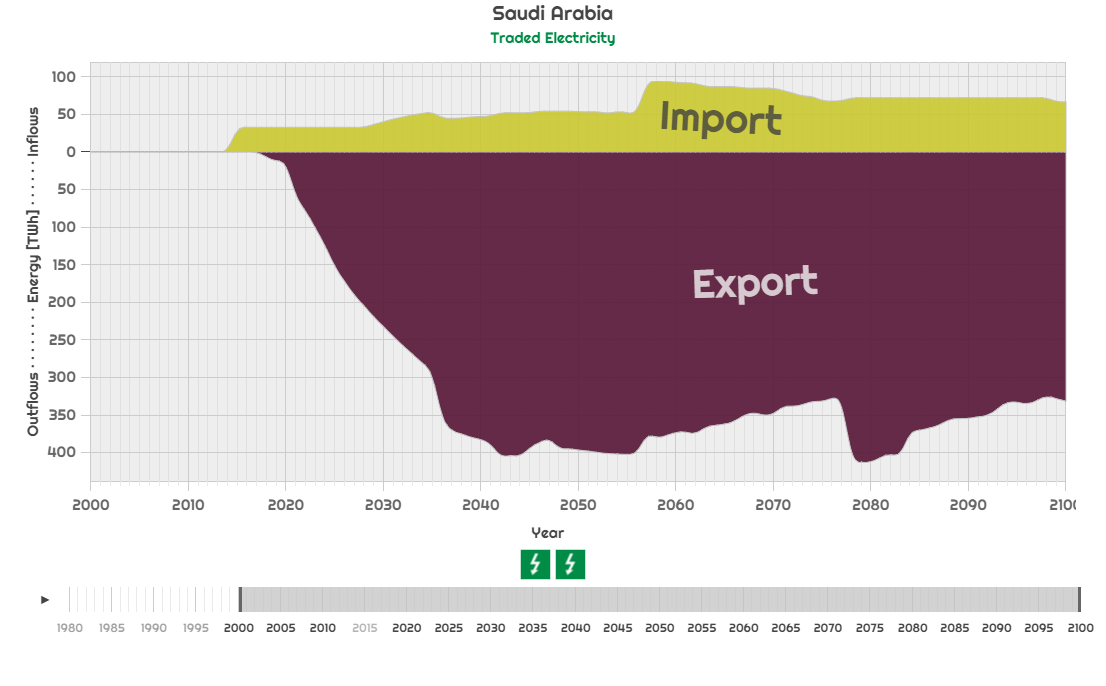 Saudi Arabia
Traded Electricity
100
50
0
50
100
150
200
250
300
350
400
Outflows · · · · · · · Energy [TWh] · · · · · · Inflows
Import
Export
2000 2010 2020 2030 2040 2050 2060 2070 2080 2090 2100
Year
1980 1985 1990 1995 2000 2005 2010 2015 2020 2025 2030 2035 2040 2045 2050 2055 2060 2065 2070 2075 2080 2085 2090 2095 2100